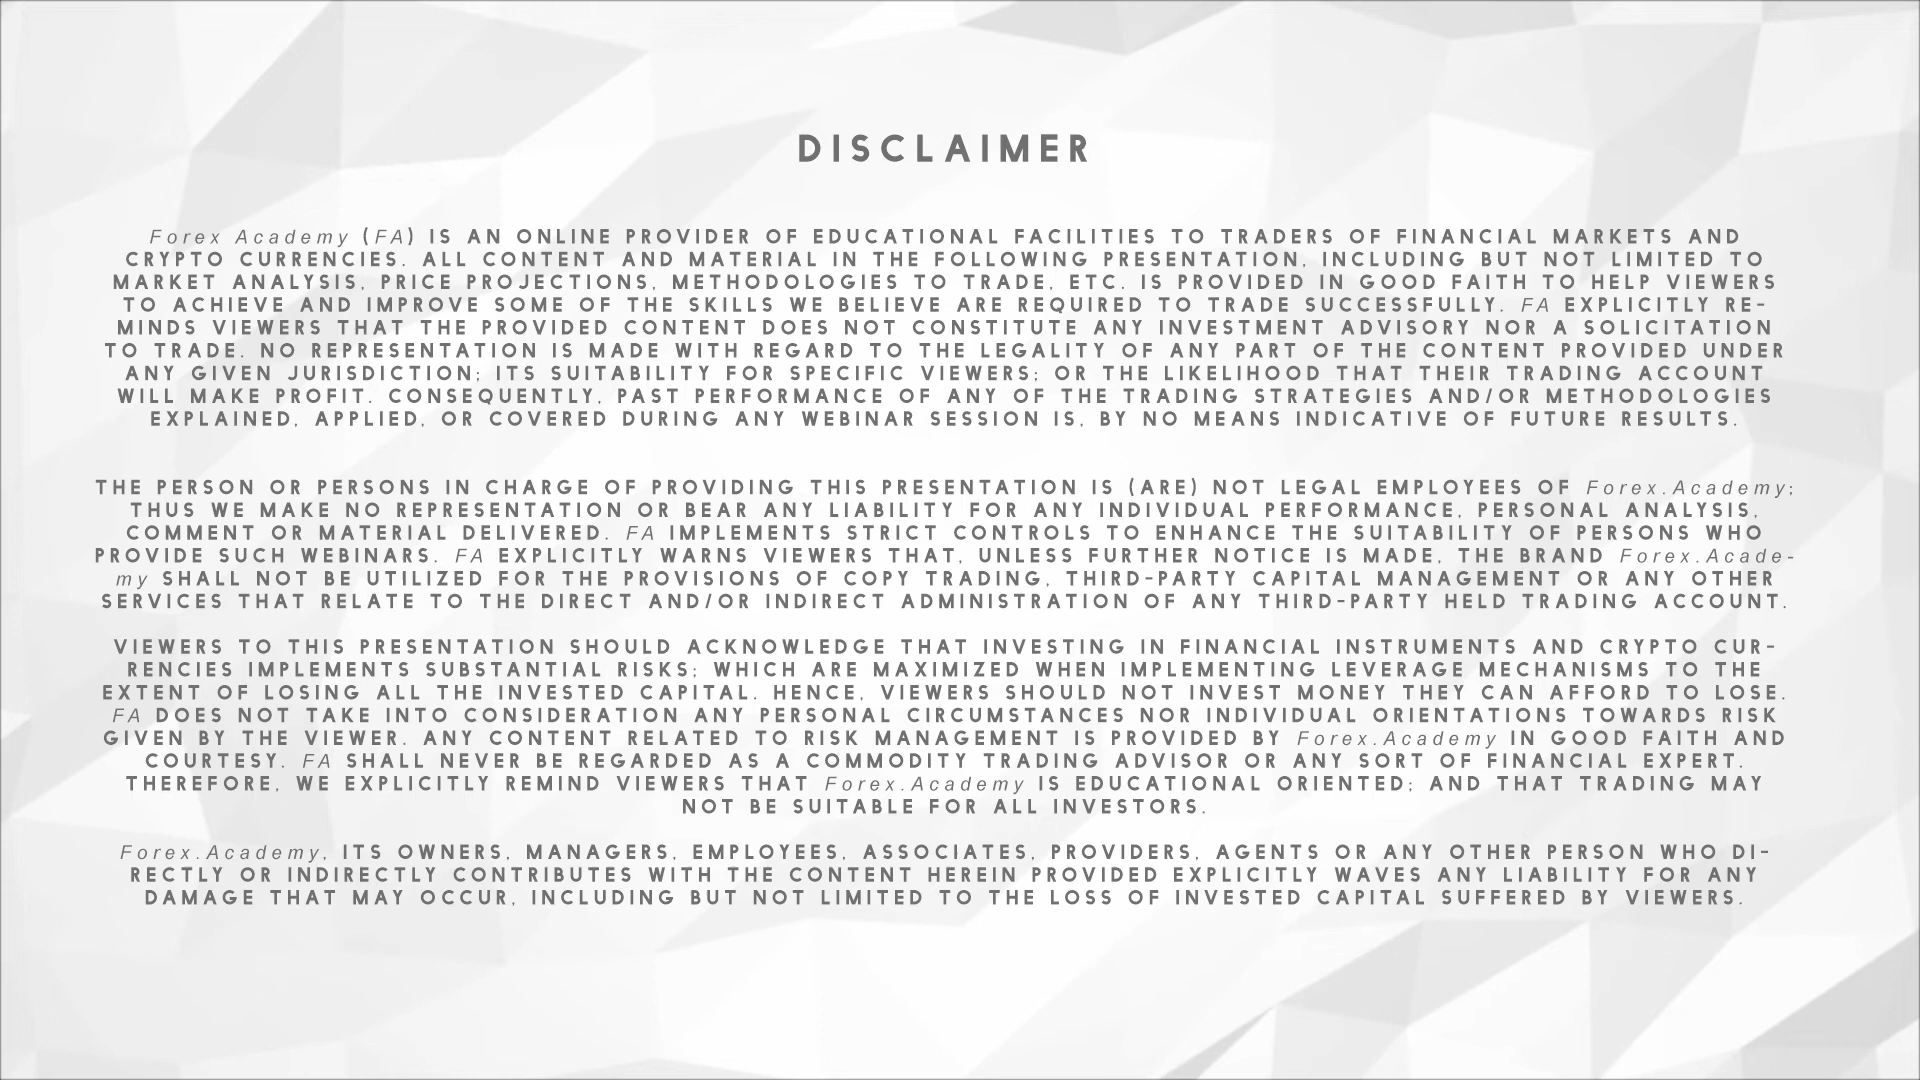 DISCLAIMER
Forex Academy (FA) IS AN ONLINE PROVIDER OF EDUCATIONAL FACILITIES TO TRADERS OF FINANCIAL MARKETS AND
CRYPTO CURRENCIES. ALL CONTENT AND MATERIAL IN THE FOLLOWING PRESENTATION, INCLUDING BUT NOT LIMITED TO
MARKET ANALYSIS, PRICE PROJECTIONS, METHODOLOGIES TO TRADE, ETC. IS PROVIDED IN GOOD FAITH TO HELP VIEWERS
TO ACHIEVE AND IMPROVE SOME OF THE SKILLS WE BELIEVE ARE REQUIRED TO TRADE SUCCESSFULLY. FA EXPLICITLY RE-
MINDS VIEWERS THAT THE PROVIDED CONTENT DOES NOT CONSTITUTE ANY INVESTMENT ADVISORY NOR A SOLICITATION
TO TRADE. NO REPRESENTATION IS MADE WITH REGARD TO THE LEGALITY OF ANY PART OF THE CONTENT PROVIDED UNDER
ANY GIVEN JURISDICTION; ITS SUITABILITY FOR SPECIFIC VIEWERS; OR THE LIKELIHOOD THAT THEIR TRADING ACCOUNT
WILL MAKE PROFIT. CONSEQUENTLY, PAST PERFORMANCE OF ANY OF THE TRADING STRATEGIES AND/OR METHODOLOGIES
EXPLAINED, APPLIED, OR COVERED DURING ANY WEBINAR SESSION IS, BY NO MEANS INDICATIVE OF FUTURE RESULTS.
THE PERSON OR PERSONS IN CHARGE OF PROVIDING THIS PRESENTATION IS (ARE) NOT LEGAL EMPLOYEES OF Forex.Academy;
THUS WE MAKE NO REPRESENTATION OR BEAR ANY LIABILITY FOR ANY INDIVIDUAL PERFORMANCE, PERSONAL ANALYSIS,
COMMENT OR MATERIAL DELIVERED. FA IMPLEMENTS STRICT CONTROLS TO ENHANCE THE SUITABILITY OF PERSONS WHO
PROVIDE SUCH WEBINARS. FA EXPLICITLY WARNS VIEWERS THAT, UNLESS FURTHER NOTICE IS MADE, THE BRAND Forex.Acade-
my SHALL NOT BE UTILIZED FOR THE PROVISIONS OF COPY TRADING, THIRD-PARTY CAPITAL MANAGEMENT OR ANY OTHER
SERVICES THAT RELATE TO THE DIRECT AND/OR INDIRECT ADMINISTRATION OF ANY THIRD-PARTY HELD TRADING ACCOUNT.
VIEWERS TO THIS PRESENTATION SHOULD ACKNOWLEDGE THAT INVESTING IN FINANCIAL INSTRUMENTS AND CRYPTO CUR-
RENCIES IMPLEMENTS SUBSTANTIAL RISKS; WHICH ARE MAXIMIZED WHEN IMPLEMENTING LEVERAGE MECHANISMS TO THE
EXTENT OF LOSING ALL THE INVESTED CAPITAL. HENCE, VIEWERS SHOULD NOT INVEST MONEY THEY CAN AFFORD TO LOSE.
FA DOES NOT TAKE INTO CONSIDERATION ANY PERSONAL CIRCUMSTANCES NOR INDIVIDUAL ORIENTATIONS TOWARDS RISK
GIVEN BY THE VIEWER. ANY CONTENT RELATED TO RISK MANAGEMENT IS PROVIDED BY Forex.Academy IN GOOD FAITH AND
COURTESY. FA SHALL NEVER BE REGARDED AS A COMMODITY TRADING ADVISOR OR ANY SORT OF FINANCIAL EXPERT.
THEREFORE, WE EXPLICITLY REMIND VIEWERS THAT Forex.Academy IS EDUCATIONAL ORIENTED; AND THAT TRADING MAY
NOT BE SUITABLE FOR ALL INVESTORS.
Forex.Academy, ITS OWNERS, MANAGERS, EMPLOYEES, ASSOCIATES, PROVIDERS, AGENTS OR ANY OTHER PERSON WHO DI-
RECTLY OR INDIRECTLY CONTRIBUTES WITH THE CONTENT HEREIN PROVIDED EXPLICITLY WAVES ANY LIABILITY FOR ANY
DAMAGE THAT MAY OCCUR, INCLUDING BUT NOT LIMITED TO THE LOSS OF INVESTED CAPITAL SUFFERED BY VIEWERS.